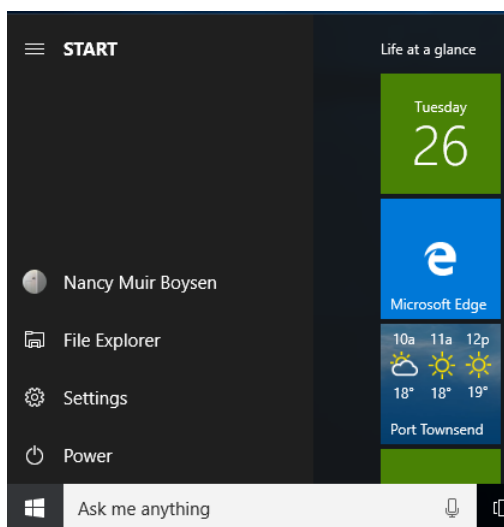 START
Life at a glance
Tuesday
26
Microsoft Edge
10a 11a 12p
18° 18° 19°
Port Townsend
Nancy Muir Boysen
File Explorer
Settings
Power
Ask me anything